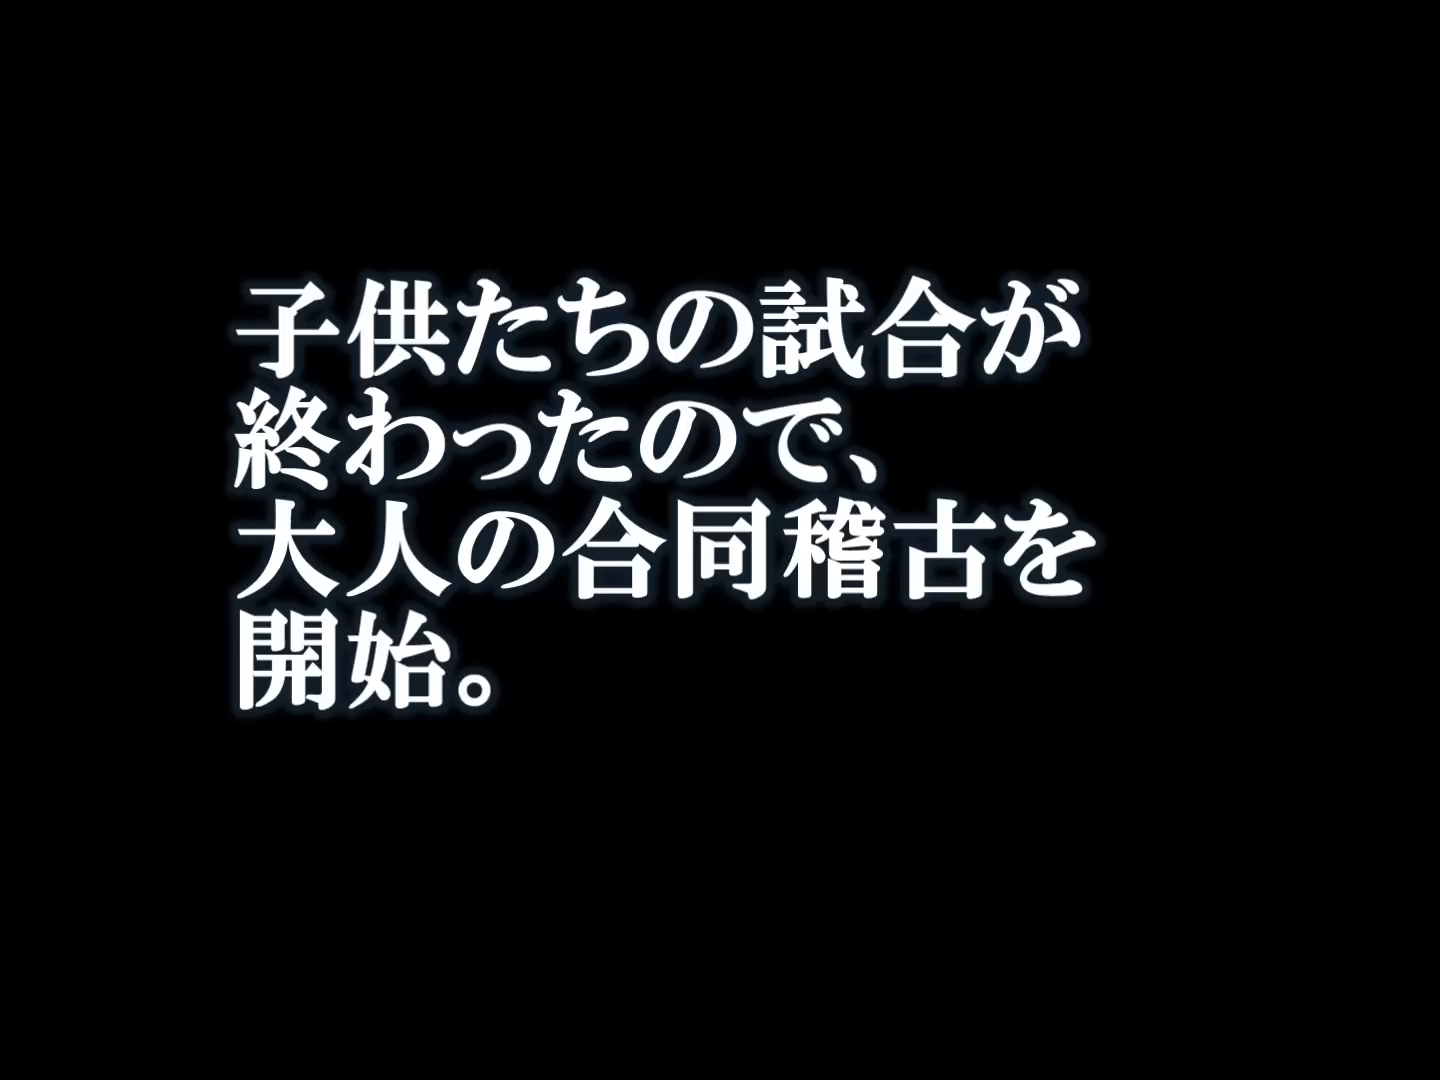 子供たちの試合が
終わったので、
大人の合同稽古を
開始。